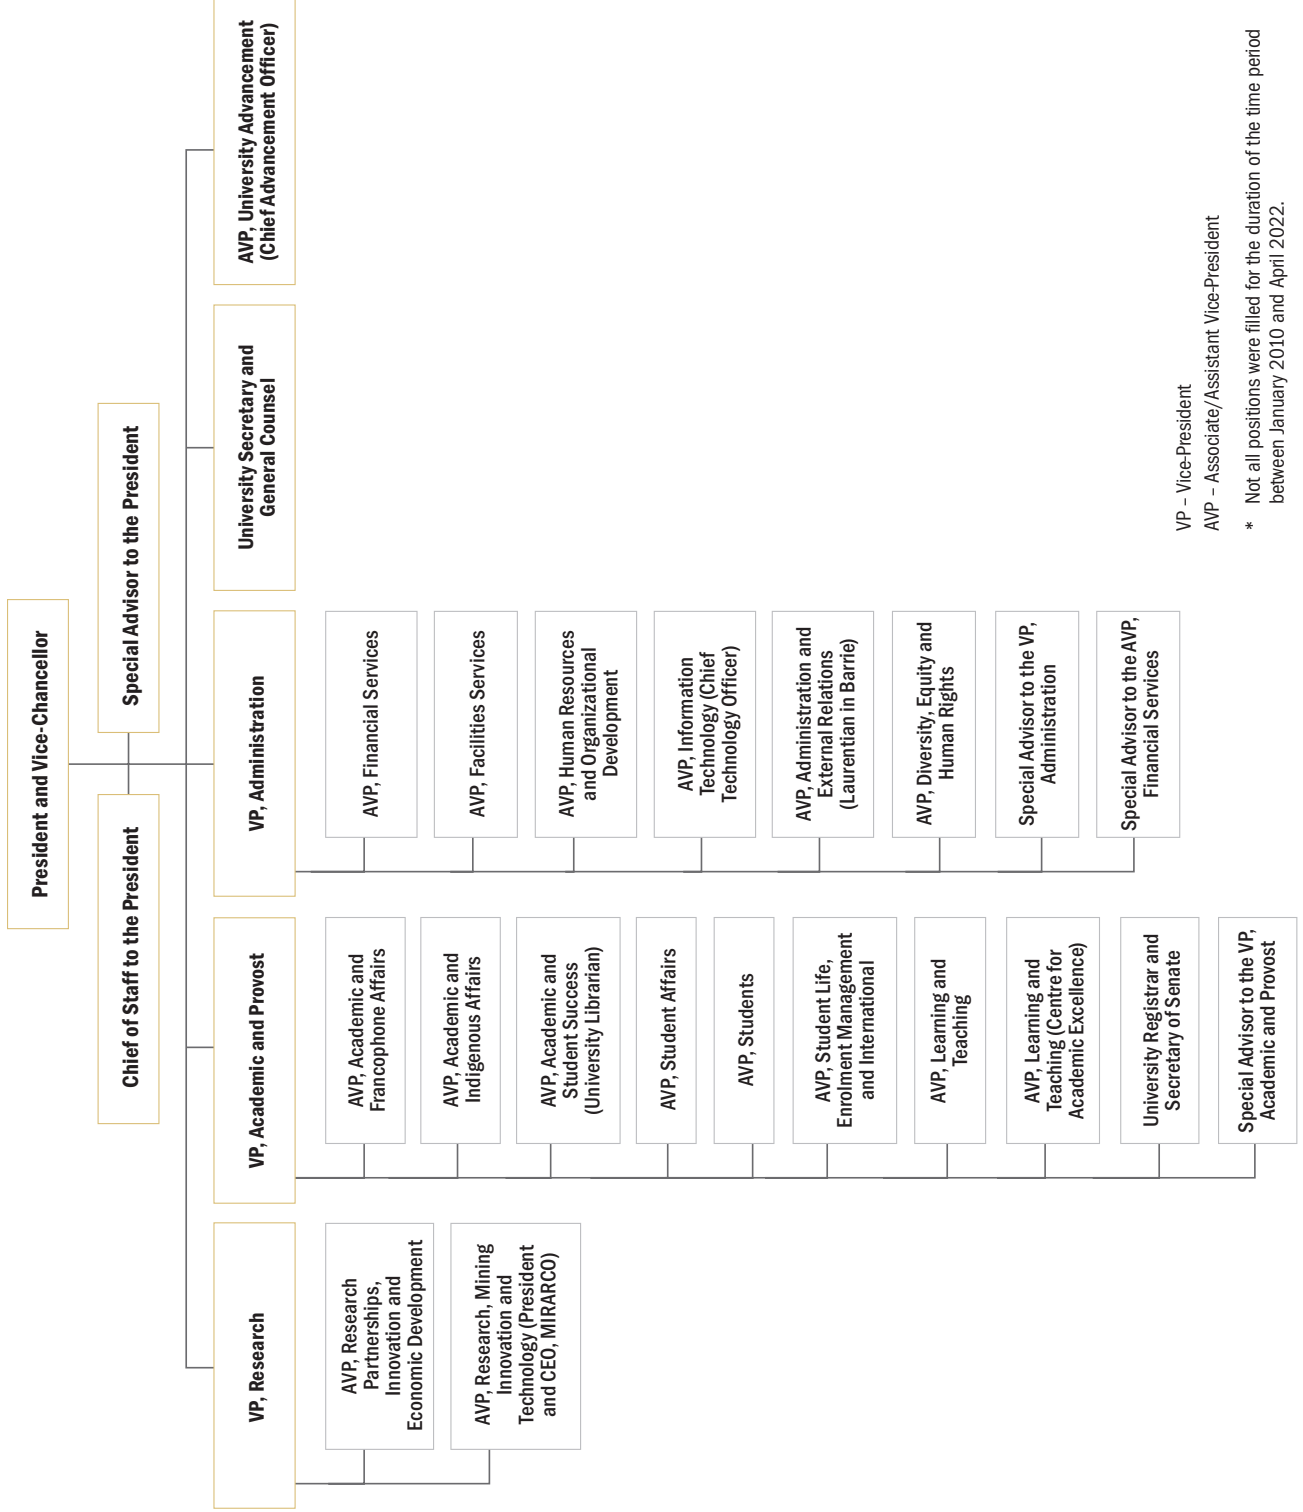 President and Vice-Chancellor
Chief of Staff to the President
Special Advisor to the President
VP, Research
AVP, Research
Partnerships,
Innovation and
Economic Development
AVP, Research, Mining
Innovation and
Technology (President
and CEO, MIRARCO)
VP, Academic and Provost
AVP, Academic and
Francophone Affairs
AVP, Academic and
Indigenous Affairs
AVP, Academic and
Student Success
(University Librarian)
AVP, Student Affairs
AVP, Students
AVP, Student Life,
Enrolment Management
and International
AVP, Learning and
Teaching
AVP, Learning and
Teaching (Centre for
Academic Excellence)
University Registrar and
Secretary of Senate
Special Advisor to the VP,
Academic and Provost
VP, Administration
AVP, Financial Services
AVP, Facilities Services
AVP, Human Resources
and Organizational
Development
AVP, Information
Technology (Chief
Technology Officer)
AVP, Administration and
External Relations
(Laurentian in Barrie)
AVP, Diversity, Equity and
Human Rights
Special Advisor to the VP,
Administration
Special Advisor to the AVP,
Financial Services
University Secretary and
General Counsel
AVP, University Advancement
(Chief Advancement Officer)
VP – Vice-President
AVP – Associate/Assistant Vice-President
* Not all positions were filled for the duration of the time period
between January 2010 and April 2022.